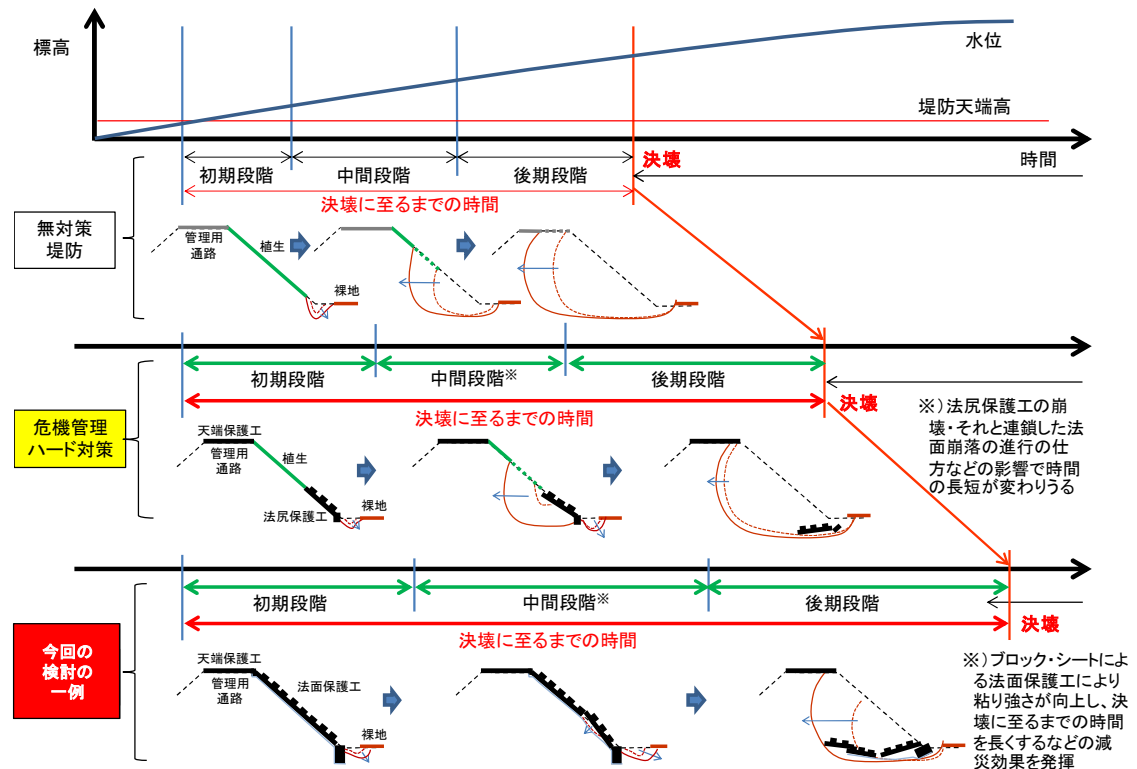 標高
水位
堤防天端高
決壊
時間
初期段階
中間段階
後期段階
決壊に至るまでの時間
無対策
堤防
管理用
通路
植生
裸地
初期段階
中間段階※
後期段階
決壊に至るまでの時間
決壊
危機管理
ハード対策
天端保護工
管理用
通路
植生
法尻保護工
裸地
※）法尻保護工の崩
壊・それと連鎖した法
面崩落の進行の仕
方などの影響で時間
の長短が変わりうる
初期段階
中間段階※
後期段階
決壊に至るまでの時間
決壊
今回の
検討の
一例
天端保護工
管理用
通路
法面保護工
裸地
※）ブロック・シートによ
る法面保護工により
粘り強さが向上し、決
壊に至るまでの時間
を長くするなどの減
災効果を発揮